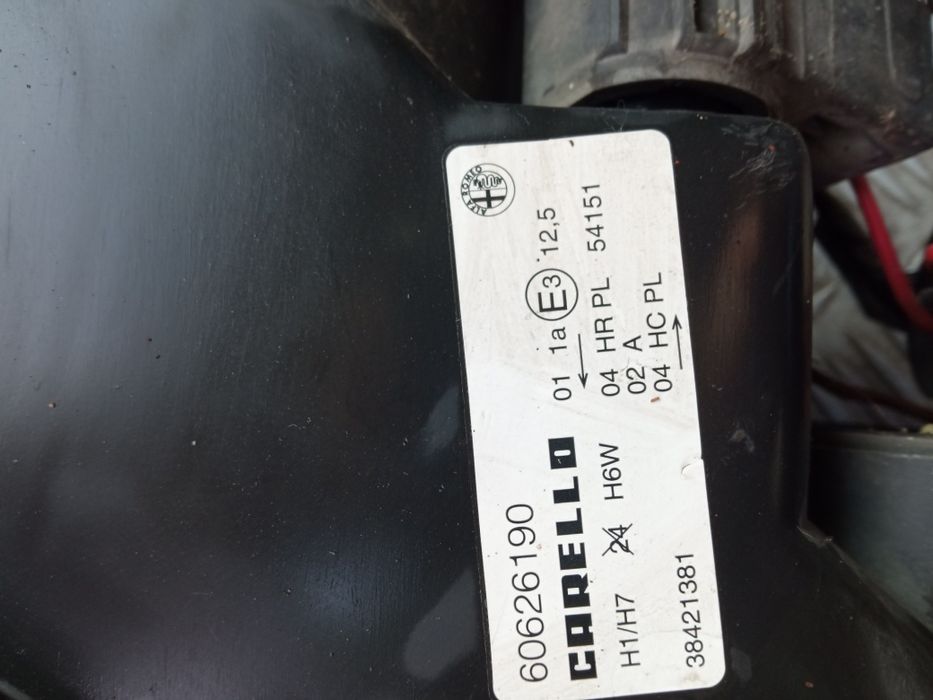 ALFA ROMEO
60626190
CARELLO
H1/H7 24 H6W
38421381
01 1a E3 12,5
←
04 HR PL 54151
02 A
04 HC PL
→